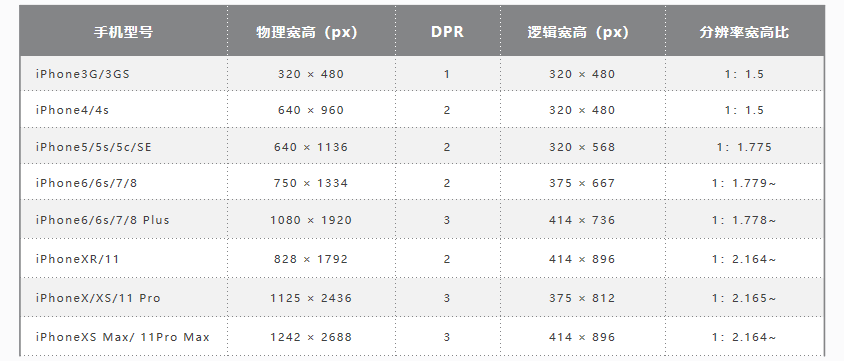 手机型号 物理宽高（px） DPR 逻辑宽高（px） 分辨率宽高比
iPhone3G/3GS 320 × 480 1 320 × 480 1：1.5
iPhone4/4s 640 × 960 2 320 × 480 1：1.5
iPhone5/5s/5c/SE 640 × 1136 2 320 × 568 1：1.775
iPhone6/6s/7/8 750 × 1334 2 375 × 667 1：1.779~
iPhone6/6s/7/8 Plus 1080 × 1920 3 414 × 736 1：1.778~
iPhoneXR/11 828 × 1792 2 414 × 896 1：2.164~
iPhoneX/XS/11 Pro 1125 × 2436 3 375 × 812 1：2.165~
iPhoneXS Max/ 11Pro Max 1242 × 2688 3 414 × 896 1：2.164~